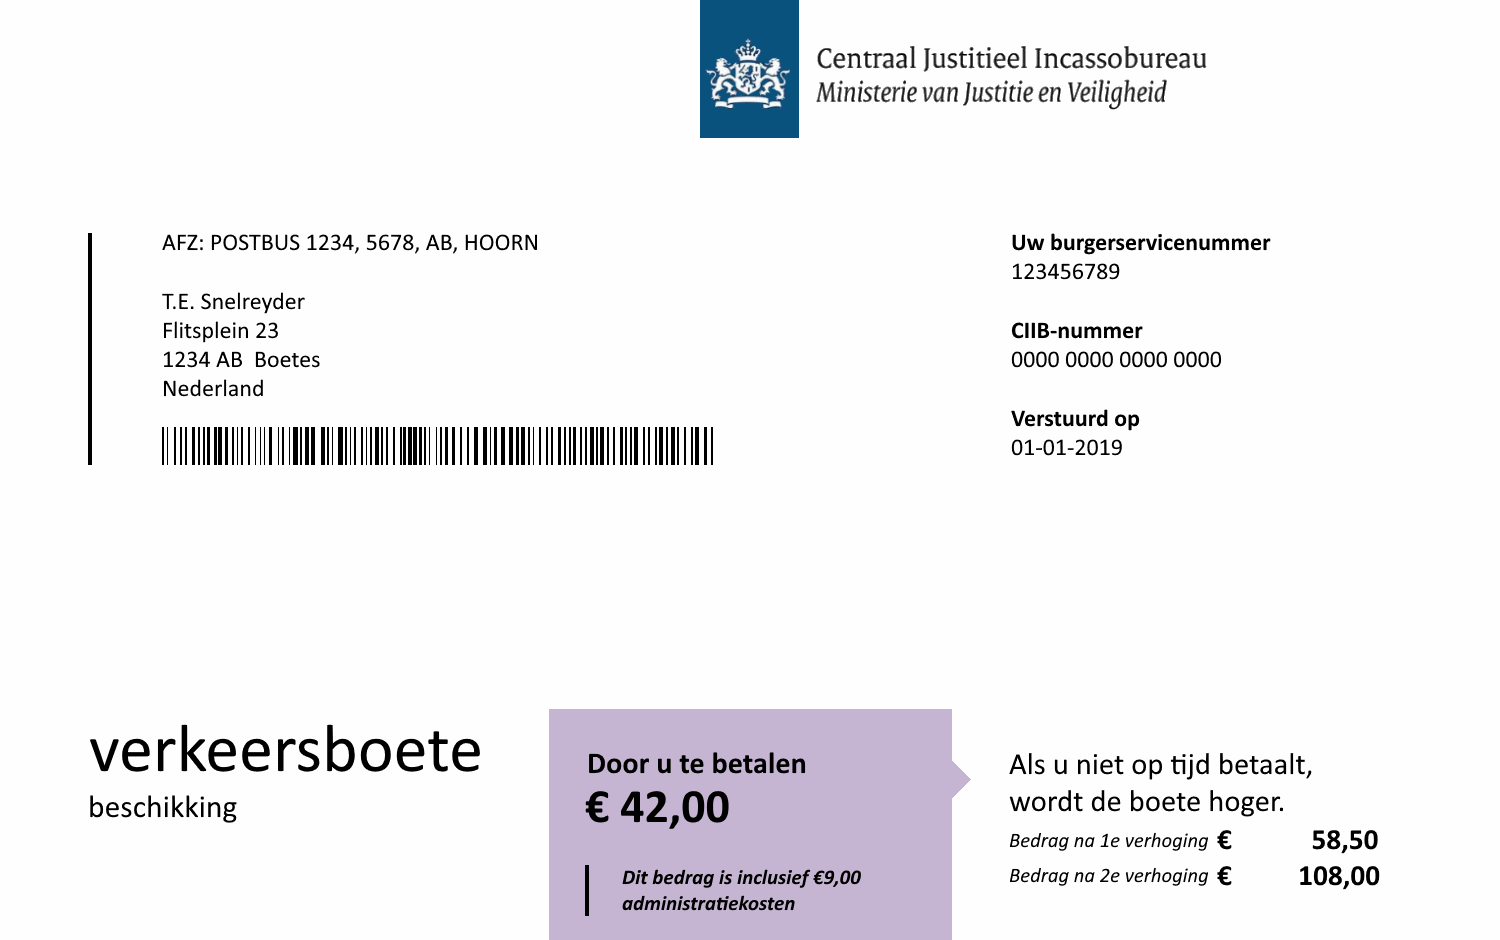 Centraal Justitieel Incassobureau
Ministerie van Justitie en Veiligheid
AFZ: POSTBUS 1234, 5678, AB, HOORN
T.E. Snelreyder
Flitsplein 23
1234 AB  Boetes
Nederland
Uw burgerservicenummer
123456789
CIIB-nummer
0000 0000 0000 0000
Verstuurd op
01-01-2019
verkeersboete
beschikking
Door u te betalen
€ 42,00
Dit bedrag is inclusief €9,00
administratiekosten
Als u niet op tijd betaalt,
wordt de boete hoger.
Bedrag na 1e verhoging € 58,50
Bedrag na 2e verhoging € 108,00